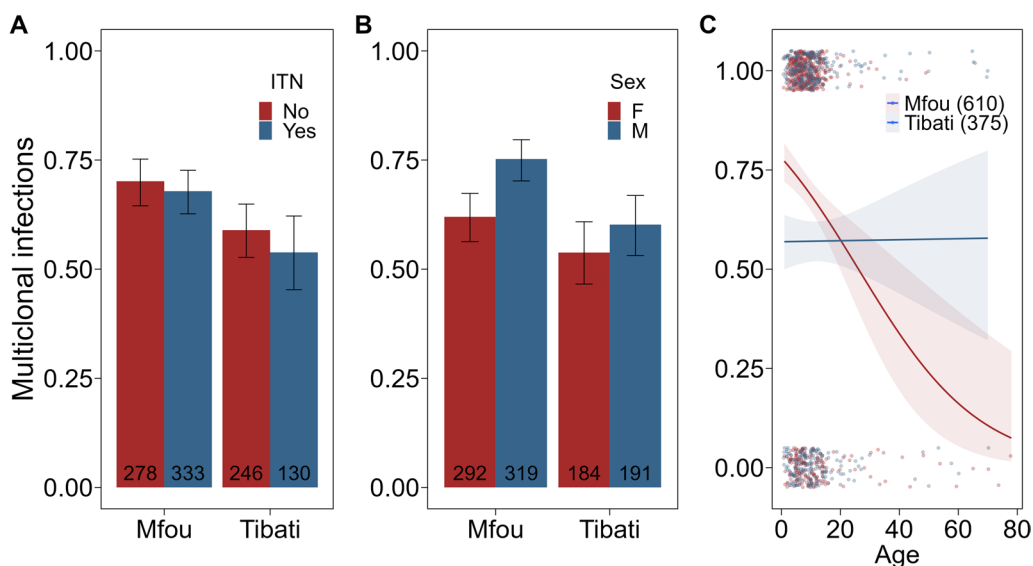 A
Multiclonal infections
1.00
0.75
0.50
0.25
0.00
ITN
No
Yes
278 333 246 130
Mfou Tibati
B
1.00
0.75
0.50
0.25
0.00
Sex
F
M
292 319 184 191
Mfou Tibati
C
1.00
0.75
0.50
0.25
0.00
Mfou (610)
Tibati (375)
0 20 40 60 80
Age